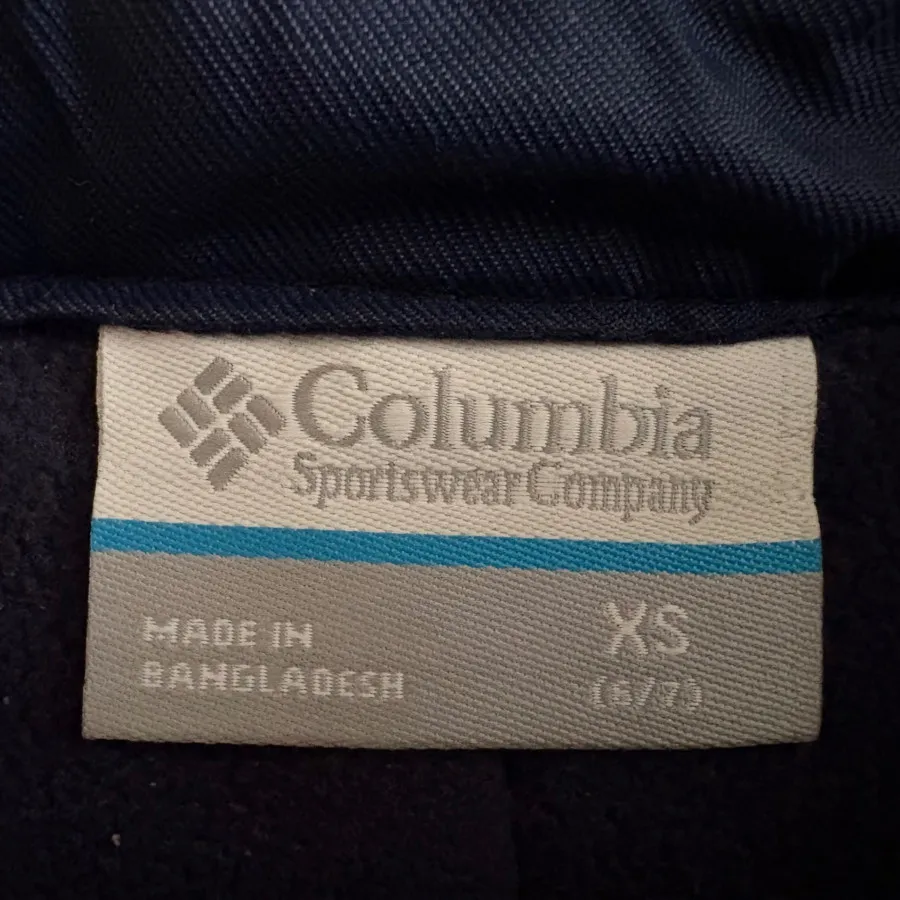 Columbia
Sportswear Company
MADE IN
BANGLADESH
XS
(6/7)